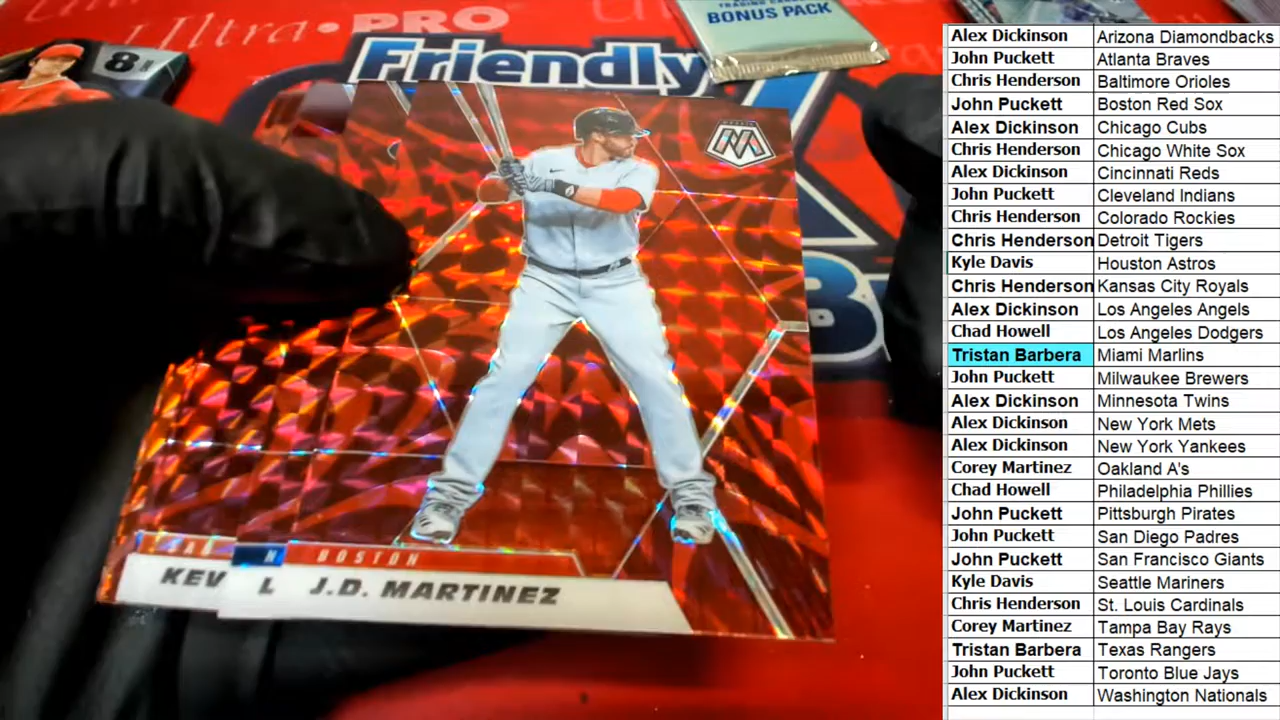 Ultra•PRO
TRADING CARDS
BONUS PACK
8
Friendly
MOSAIC
M
B
N
BOSTON
KEV
L
J.D. MARTINEZ
Alex Dickinson Arizona Diamondbacks
John Puckett Atlanta Braves
Chris Henderson Baltimore Orioles
John Puckett Boston Red Sox
Alex Dickinson Chicago Cubs
Chris Henderson Chicago White Sox
Alex Dickinson Cincinnati Reds
John Puckett Cleveland Indians
Chris Henderson Colorado Rockies
Chris Henderson Detroit Tigers
Kyle Davis Houston Astros
Chris Henderson Kansas City Royals
Alex Dickinson Los Angeles Angels
Chad Howell Los Angeles Dodgers
Tristan Barbera Miami Marlins
John Puckett Milwaukee Brewers
Alex Dickinson Minnesota Twins
Alex Dickinson New York Mets
Alex Dickinson New York Yankees
Corey Martinez Oakland A's
Chad Howell Philadelphia Phillies
John Puckett Pittsburgh Pirates
John Puckett San Diego Padres
John Puckett San Francisco Giants
Kyle Davis Seattle Mariners
Chris Henderson St. Louis Cardinals
Corey Martinez Tampa Bay Rays
Tristan Barbera Texas Rangers
John Puckett Toronto Blue Jays
Alex Dickinson Washington Nationals